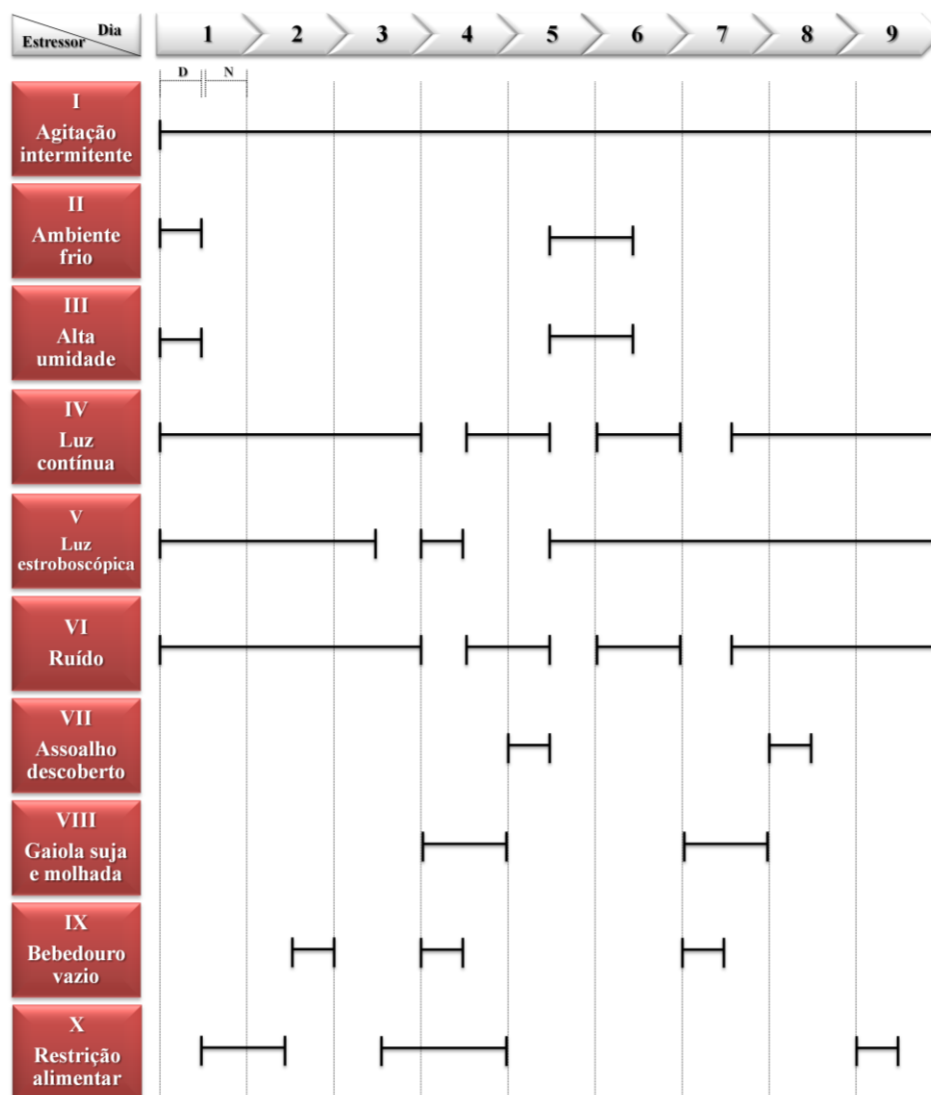 Dia
Estressor
1 2 3 4 5 6 7 8 9
D N
I
Agitação
intermitente
II
Ambiente
frio
III
Alta
umidade
IV
Luz
contínua
V
Luz
estroboscópica
VI
Ruído
VII
Assoalho
descoberto
VIII
Gaiola suja
e molhada
IX
Bebedouro
vazio
X
Restrição
alimentar